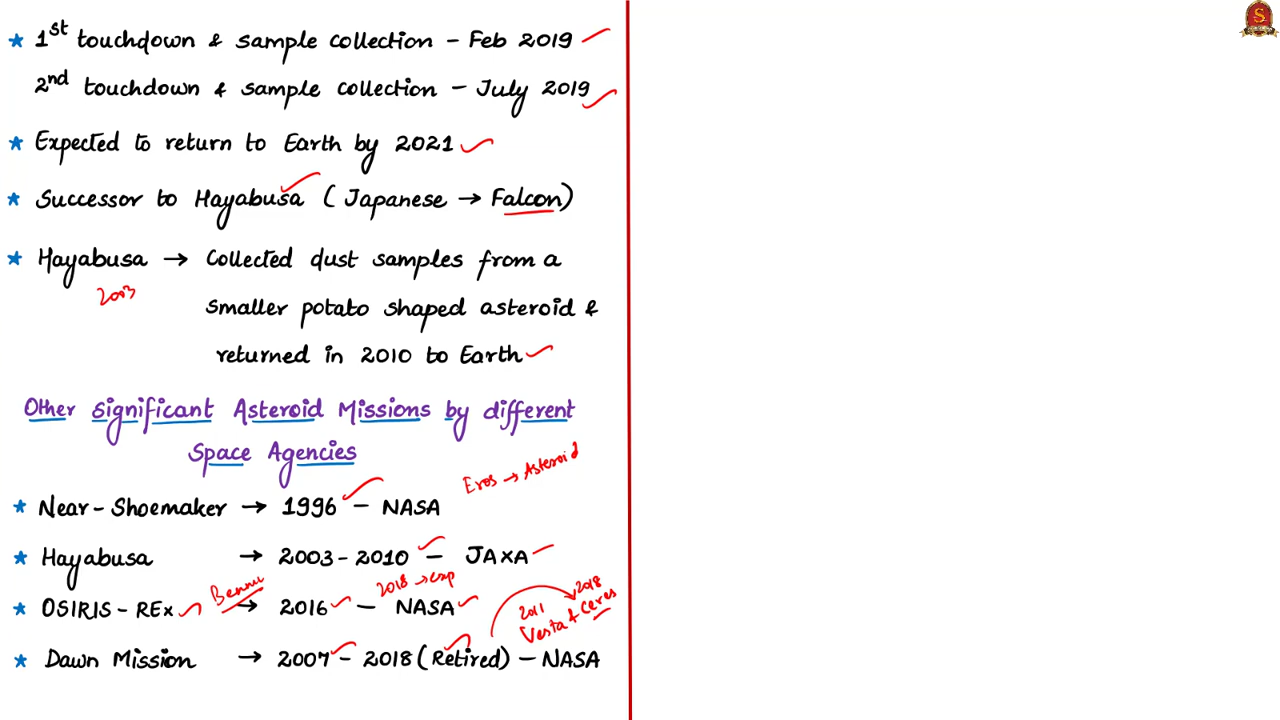 ★ 1st touchdown & sample collection - Feb 2019
2nd touchdown & sample collection - July 2019
★ Expected to return to Earth by 2021
★ Successor to Hayabusa (Japanese → Falcon)
★ Hayabusa → Collected dust samples from a
2003
smaller potato shaped asteroid &
returned in 2010 to Earth
Other significant Asteroid Missions by different
Space Agencies
Eros → Asteroid
★ Near-Shoemaker → 1996 - NASA
★ Hayabusa → 2003-2010 - JAXA
Bennu 2018 → exp 2018
★ OSIRIS-REx → 2016 - NASA
2011
Vesta & Ceres
★ Dawn Mission → 2007 - 2018 (Retired) - NASA
S